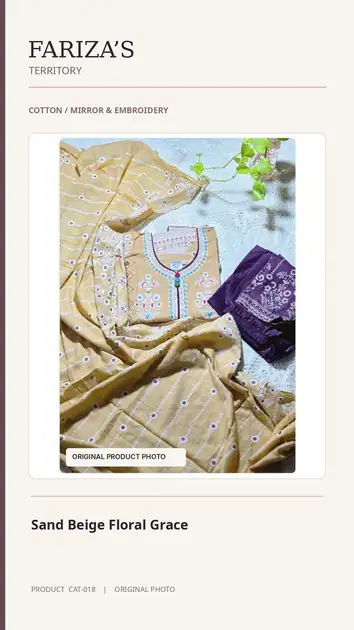 FARIZA'S
TERRITORY
COTTON / MIRROR & EMBROIDERY
ORIGINAL PRODUCT PHOTO
Sand Beige Floral Grace
PRODUCT CAT-018 | ORIGINAL PHOTO